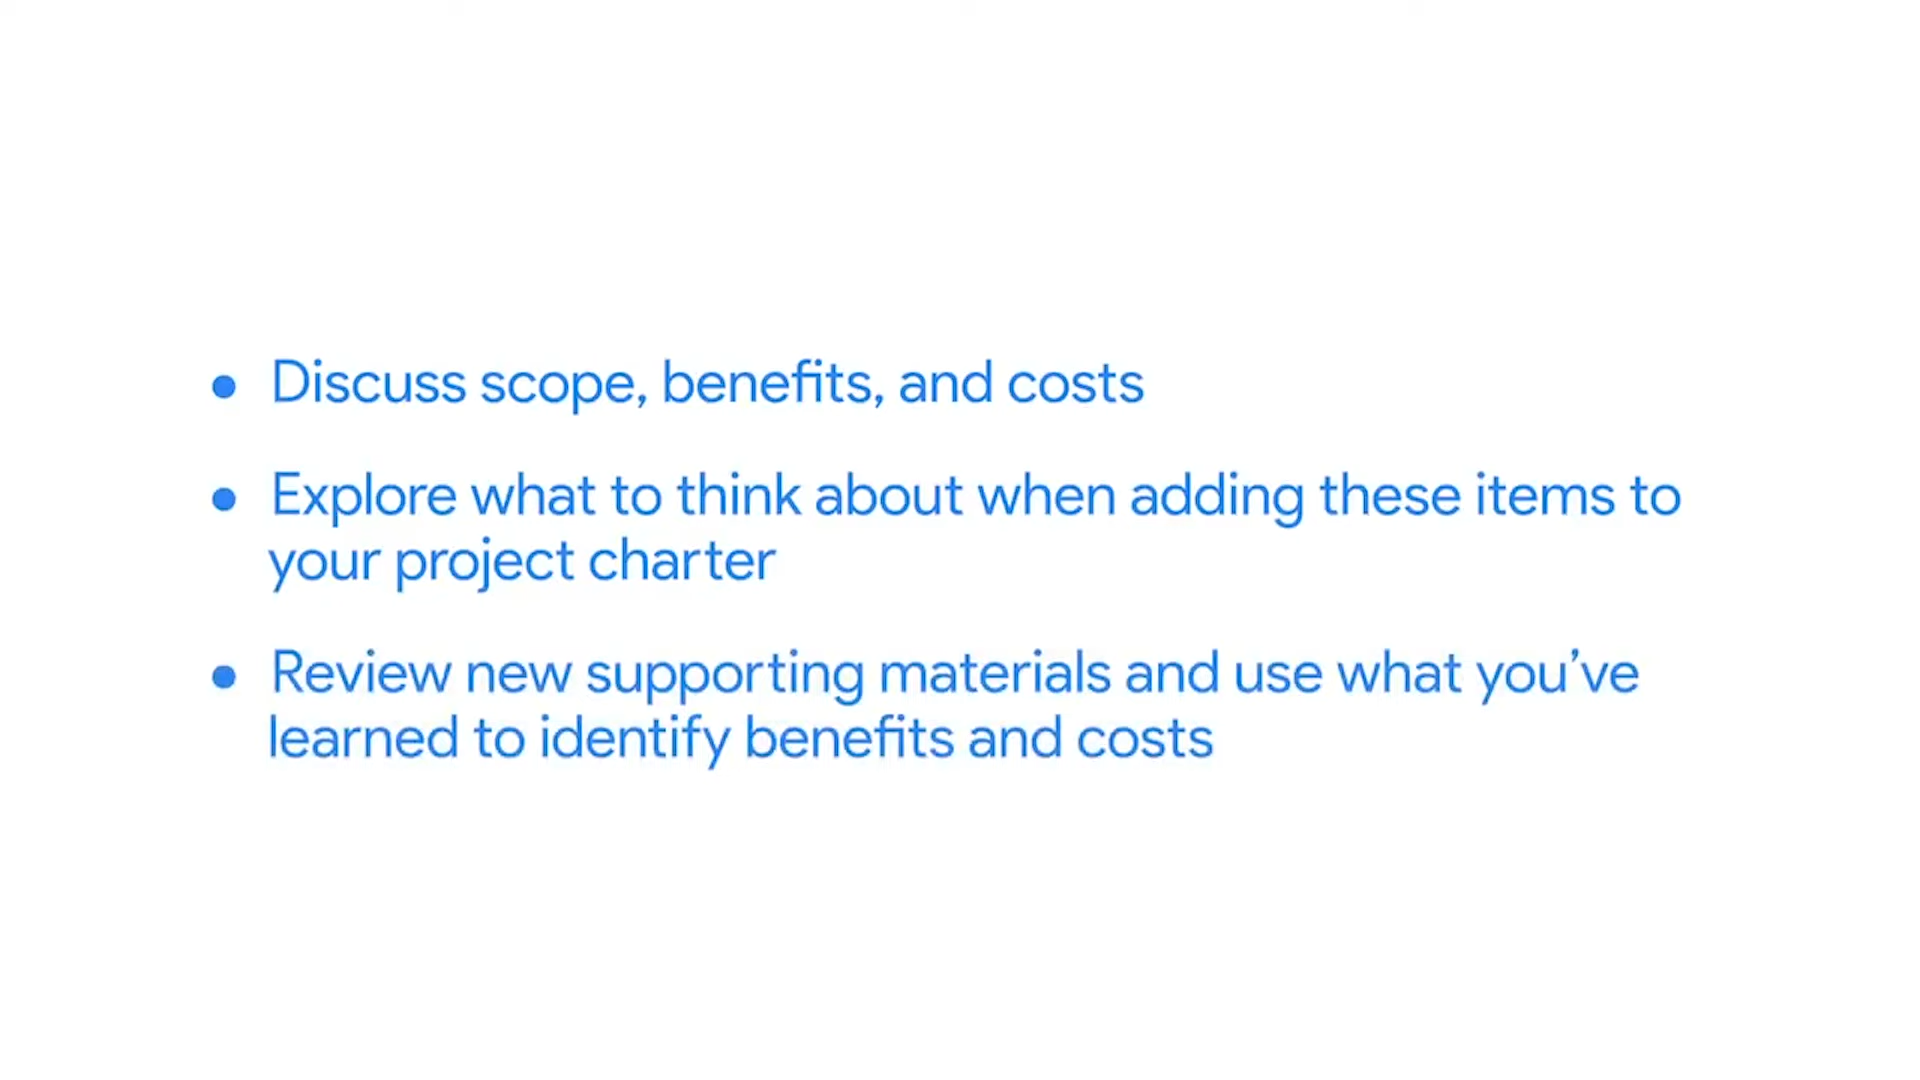 • Discuss scope, benefits, and costs
• Explore what to think about when adding these items to
your project charter
• Review new supporting materials and use what you’ve
learned to identify benefits and costs